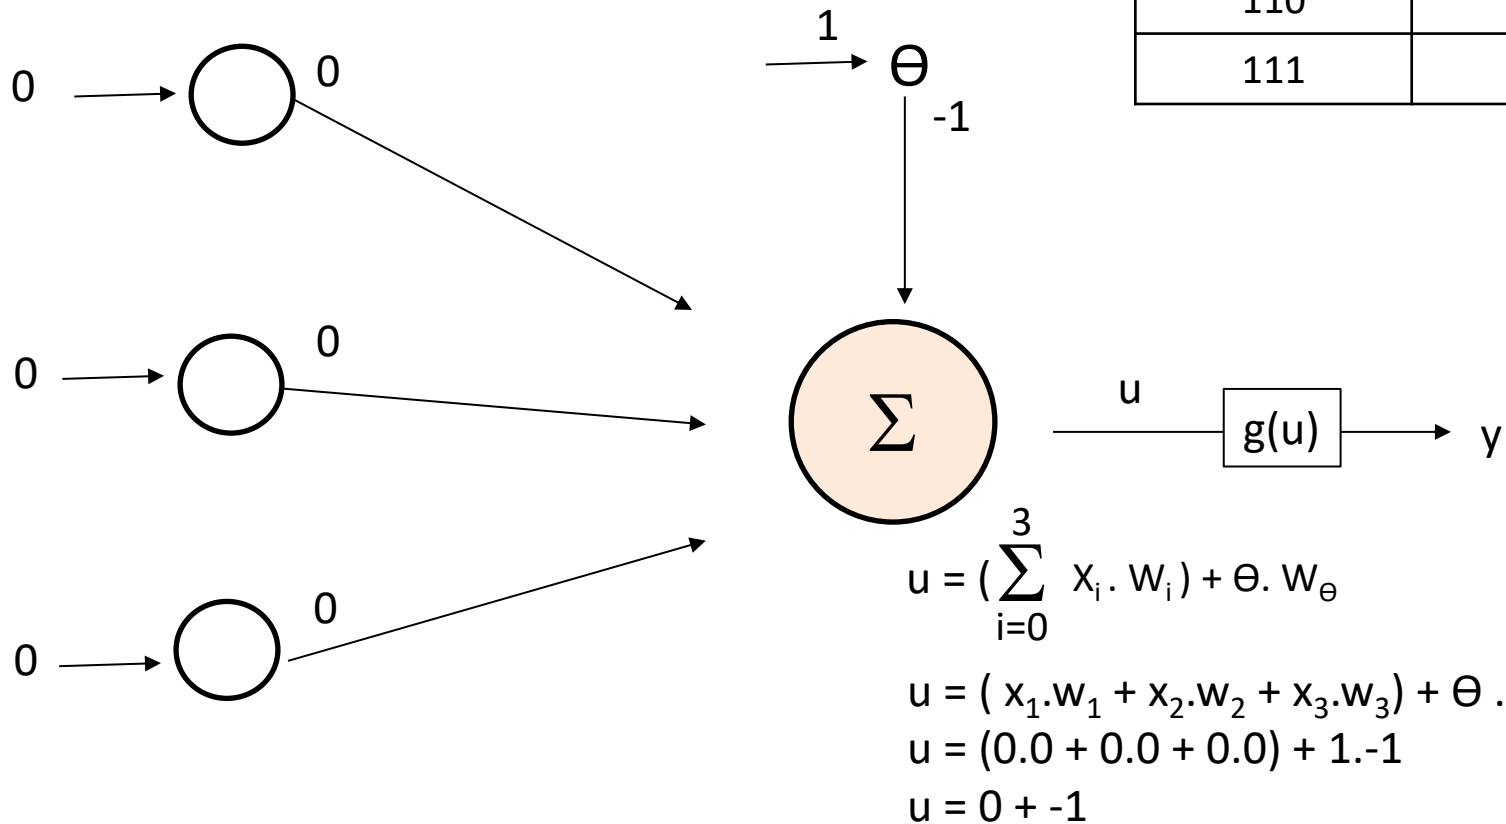 110
1
0
0
Ɵ
111
-1
0
0
u
g(u)
y
Σ
3
u = (∑ Xᵢ . Wᵢ ) + Ɵ. W_Ɵ
i=0
0
0
u = ( x₁.w₁ + x₂.w₂ + x₃.w₃) + Ɵ .
u = (0.0 + 0.0 + 0.0) + 1.-1
u = 0 + -1